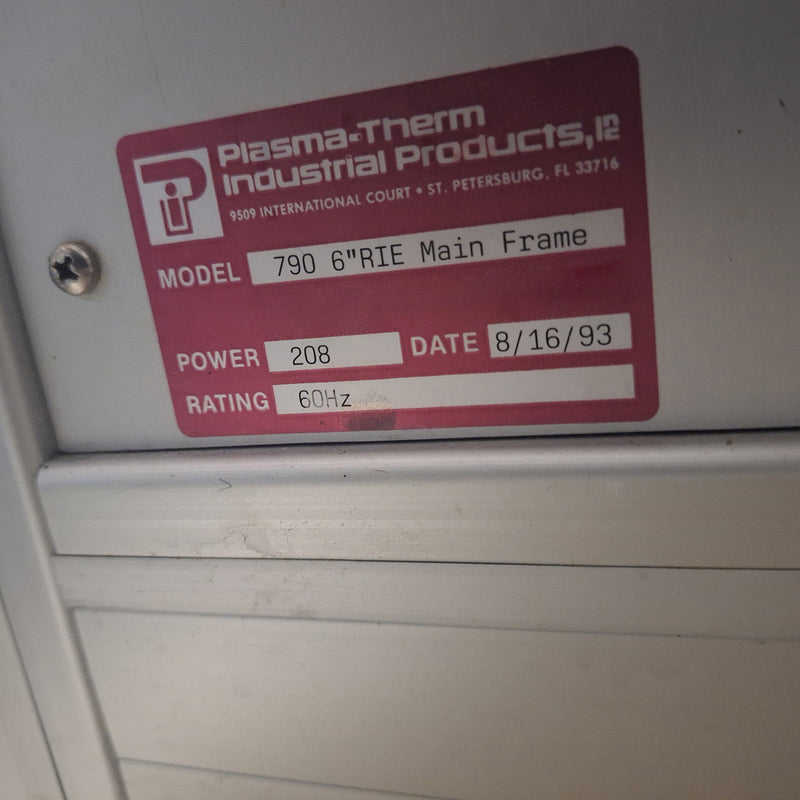 Plasma-Therm
Industrial Products, Inc
9509 INTERNATIONAL COURT • ST. PETERSBURG, FL 33716
MODEL 790 6"RIE Main Frame
POWER 208 DATE 8/16/93
RATING 60Hz